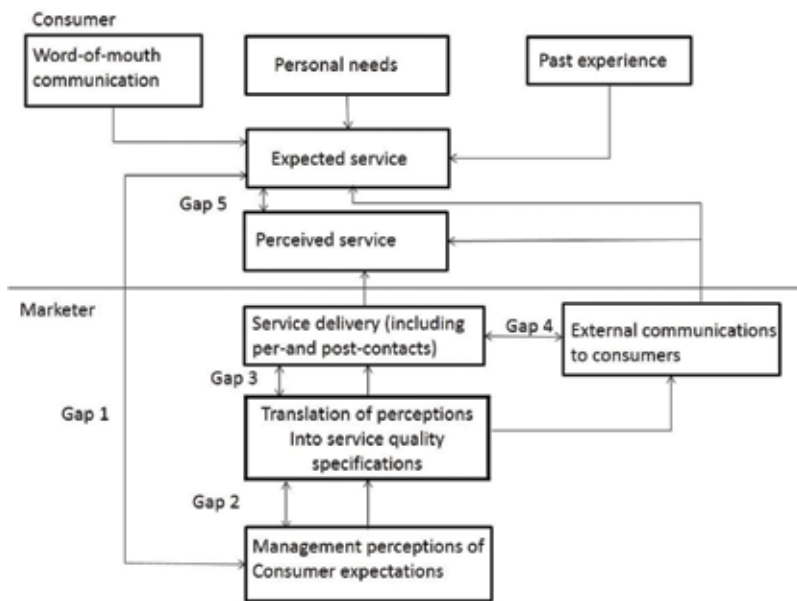 Consumer
Word-of-mouth
communication
Personal needs
Past experience
Expected service
Gap 5
Perceived service
Marketer
Service delivery (including
per-and post-contacts)
Gap 4
External communications
to consumers
Gap 3
Gap 1
Translation of perceptions
Into service quality
specifications
Gap 2
Management perceptions of
Consumer expectations